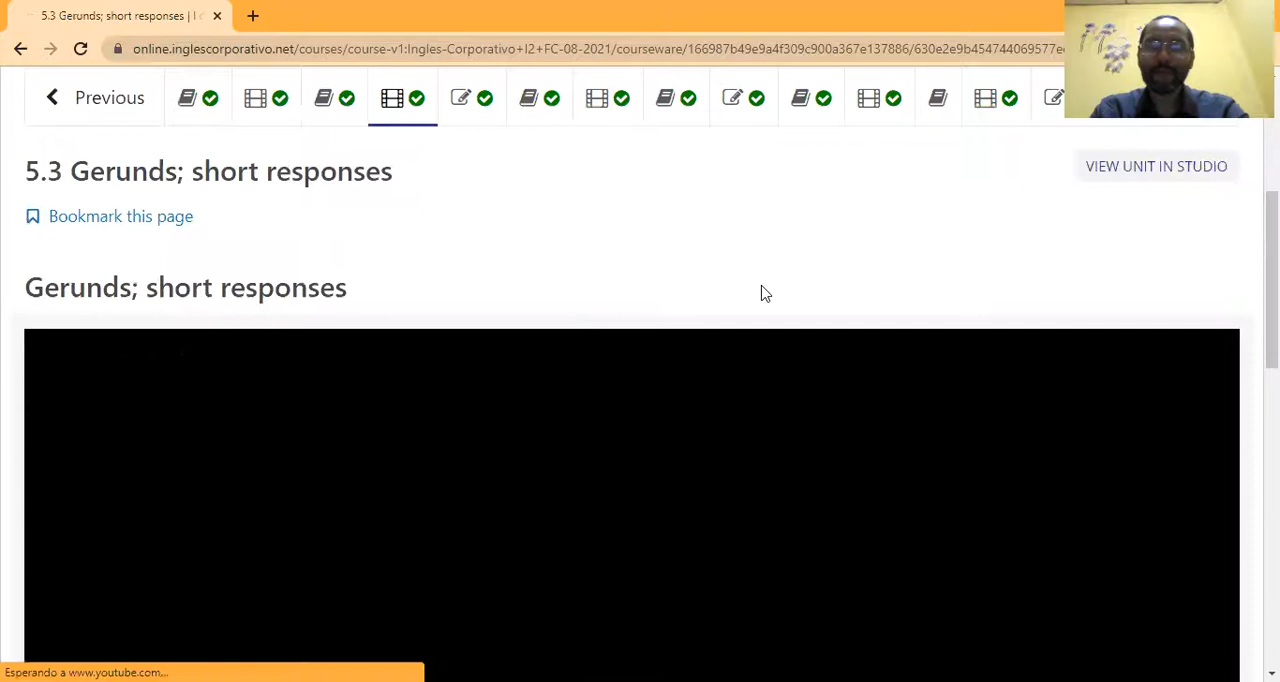 5.3 Gerunds; short responses | I
online.inglescorporativo.net/courses/course-v1:Ingles-Corporativo+I2+FC-08-2021/courseware/166987b49e9a4f309c900a367e137886/630e2e9b454744069577e
Previous
5.3 Gerunds; short responses
VIEW UNIT IN STUDIO
Bookmark this page
Gerunds; short responses
Esperando a www.youtube.com...